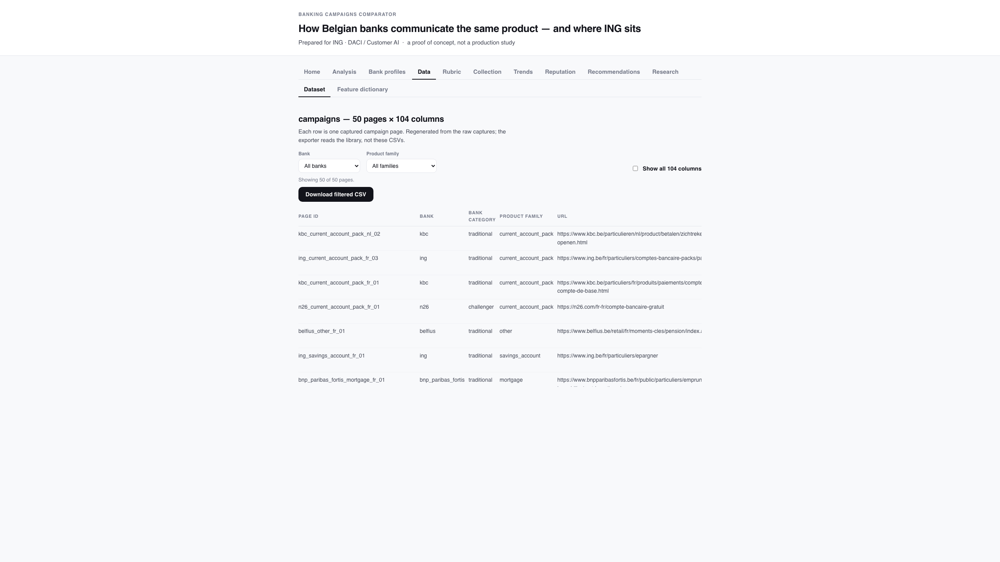 BANKING CAMPAIGNS COMPARATOR
How Belgian banks communicate the same product — and where ING sits
Prepared for ING · DACI / Customer AI · a proof of concept, not a production study
Home Analysis Bank profiles Data Rubric Collection Trends Reputation Recommendations Research
Dataset Feature dictionary
campaigns — 50 pages × 104 columns
Each row is one captured campaign page. Regenerated from the raw captures; the
exporter reads the library, not these CSVs.
Bank Product family
All banks All families Show all 104 columns
Showing 50 of 50 pages.
Download filtered CSV
PAGE ID BANK BANK CATEGORY PRODUCT FAMILY URL
kbc_current_account_pack_nl_02 kbc traditional current_account_pack https://www.kbc.be/particulieren/nl/product/betalen/zichtreke
openen.html
ing_current_account_pack_fr_03 ing traditional current_account_pack https://www.ing.be/fr/particuliers/comptes-bancaire-packs/pa
kbc_current_account_pack_fr_01 kbc traditional current_account_pack https://www.kbc.be/particuliers/fr/produits/paiements/compte
compte-de-base.html
n26_current_account_pack_fr_01 n26 challenger current_account_pack https://n26.com/fr-fr/compte-bancaire-gratuit
belfius_other_fr_01 belfius traditional other https://www.belfius.be/retail/fr/moments-cles/pension/index.a
ing_savings_account_fr_01 ing traditional savings_account https://www.ing.be/fr/particuliers/epargner
bnp_paribas_fortis_mortgage_fr_01 bnp_paribas_fortis traditional mortgage https://www.bnpparibasfortis.be/fr/public/particuliers/emprun